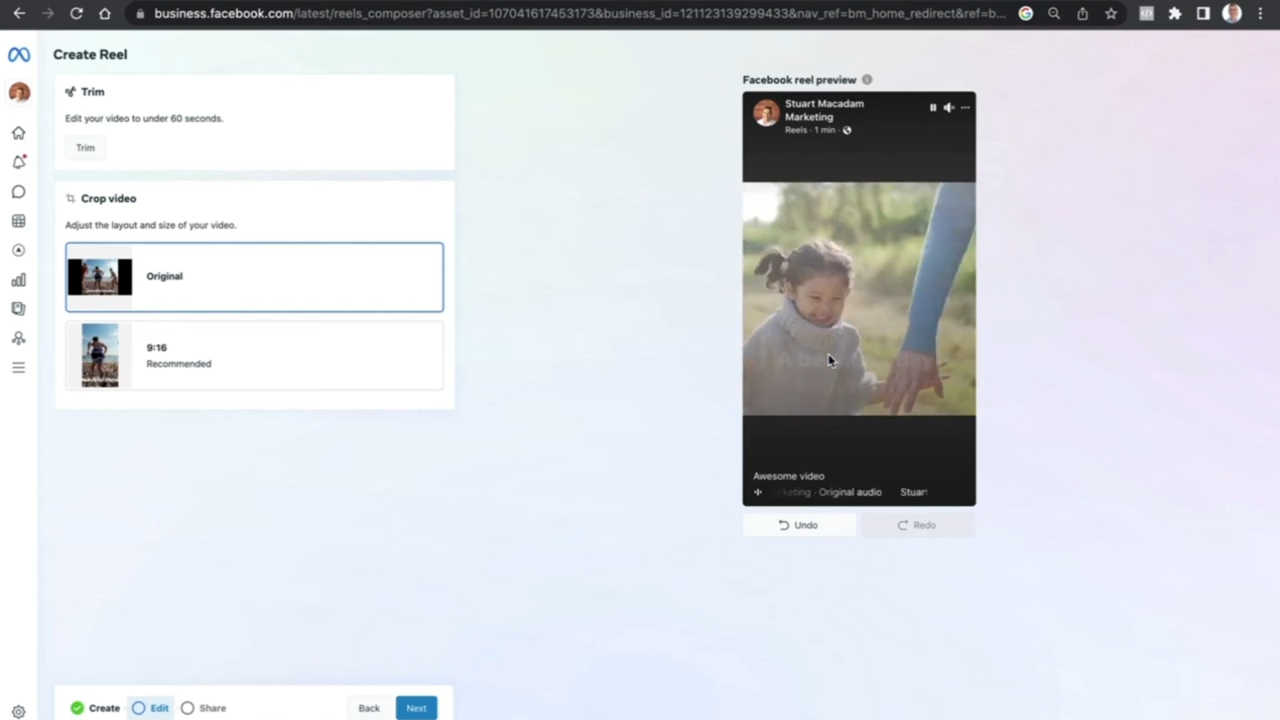 business.facebook.com/latest/reels_composer?asset_id=107041617453173&business_id=121123139299433&nav_ref=bm_home_redirect&ref=b...
Create Reel
Trim
Edit your video to under 60 seconds.
Trim
Crop video
Adjust the layout and size of your video.
Original
9:16
Recommended
Create
Edit
Share
Back
Next
Facebook reel preview
Stuart Macadam
Marketing
Reels · 1 min ·
Awesome video
keting · Original audio Stuar
Undo
Redo